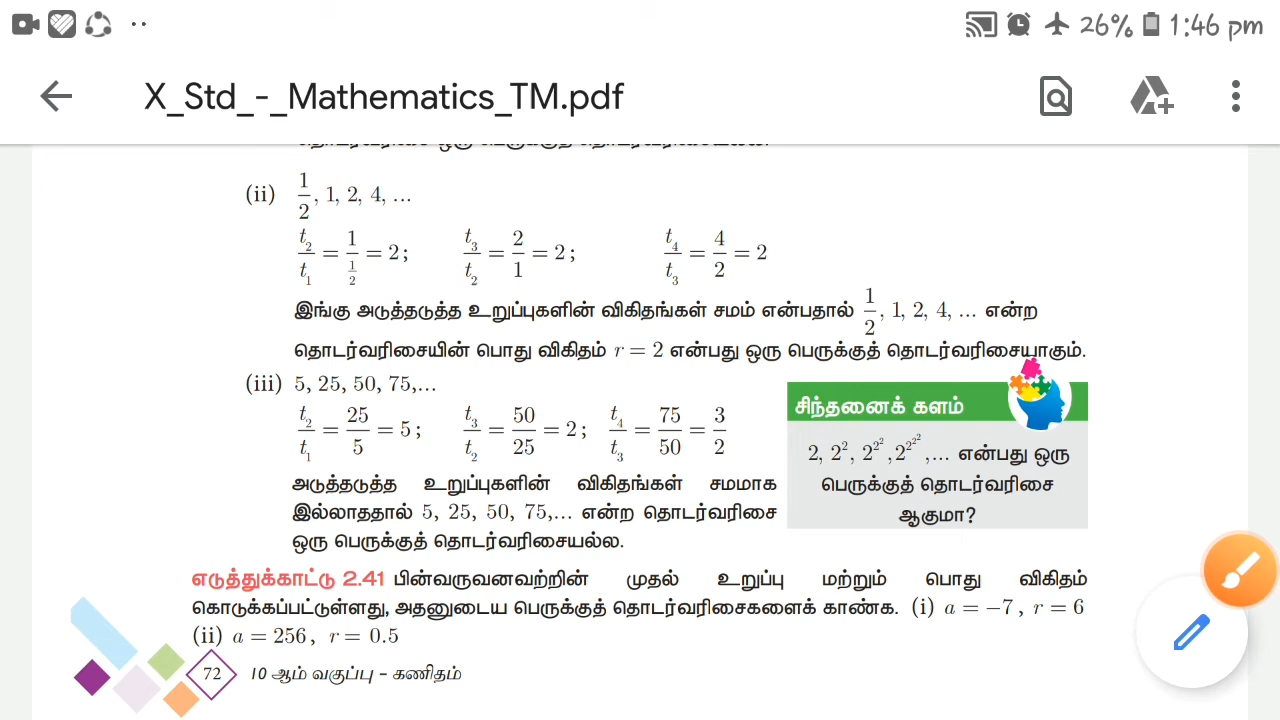 26% 1:46 pm
X_Std_-_Mathematics_TM.pdf
(ii) 1/2, 1, 2, 4, ...
t₂/t₁ = 1/(1/2) = 2; t₃/t₂ = 2/1 = 2; t₄/t₃ = 4/2 = 2
இங்கு அடுத்தடுத்த உறுப்புகளின் விகிதங்கள் சமம் என்பதால் 1/2, 1, 2, 4, ... என்ற
தொடர்வரிசையின் பொது விகிதம் r = 2 என்பது ஒரு பெருக்குத் தொடர்வரிசையாகும்.
(iii) 5, 25, 50, 75,...
t₂/t₁ = 25/5 = 5; t₃/t₂ = 50/25 = 2; t₄/t₃ = 75/50 = 3/2
அடுத்தடுத்த உறுப்புகளின் விகிதங்கள் சமமாக
இல்லாததால் 5, 25, 50, 75,... என்ற தொடர்வரிசை
ஒரு பெருக்குத் தொடர்வரிசையல்ல.
சிந்தனைக் களம்
2, 2^2, 2^2^2, 2^2^2^2,... என்பது ஒரு
பெருக்குத் தொடர்வரிசை
ஆகுமா?
எடுத்துக்காட்டு 2.41 பின்வருவனவற்றின் முதல் உறுப்பு மற்றும் பொது விகிதம்
கொடுக்கப்பட்டுள்ளது, அதனுடைய பெருக்குத் தொடர்வரிசைகளைக் காண்க. (i) a = −7, r = 6
(ii) a = 256, r = 0.5
72 10 ஆம் வகுப்பு – கணிதம்